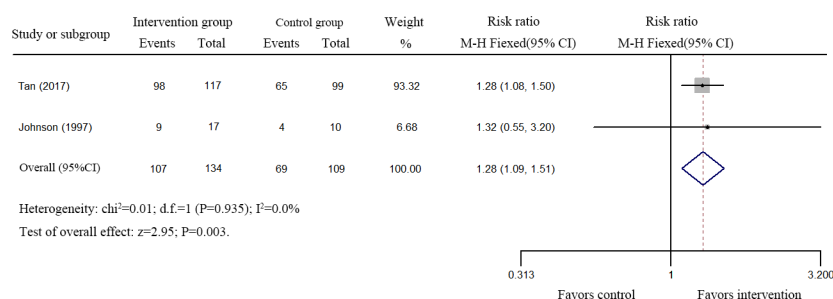 Study or subgroup Intervention group Control group Weight Risk ratio Risk ratio
Events Total Events Total % M-H Fiexed(95% CI) M-H Fiexed(95% CI)
Tan (2017) 98 117 65 99 93.32 1.28 (1.08, 1.50)
Johnson (1997) 9 17 4 10 6.68 1.32 (0.55, 3.20)
Overall (95%CI) 107 134 69 109 100.00 1.28 (1.09, 1.51)
Heterogeneity: chi²=0.01; d.f.=1 (P=0.935); I²=0.0%
Test of overall effect: z=2.95; P=0.003.
0.313 1 3.200
Favors control Favors intervention